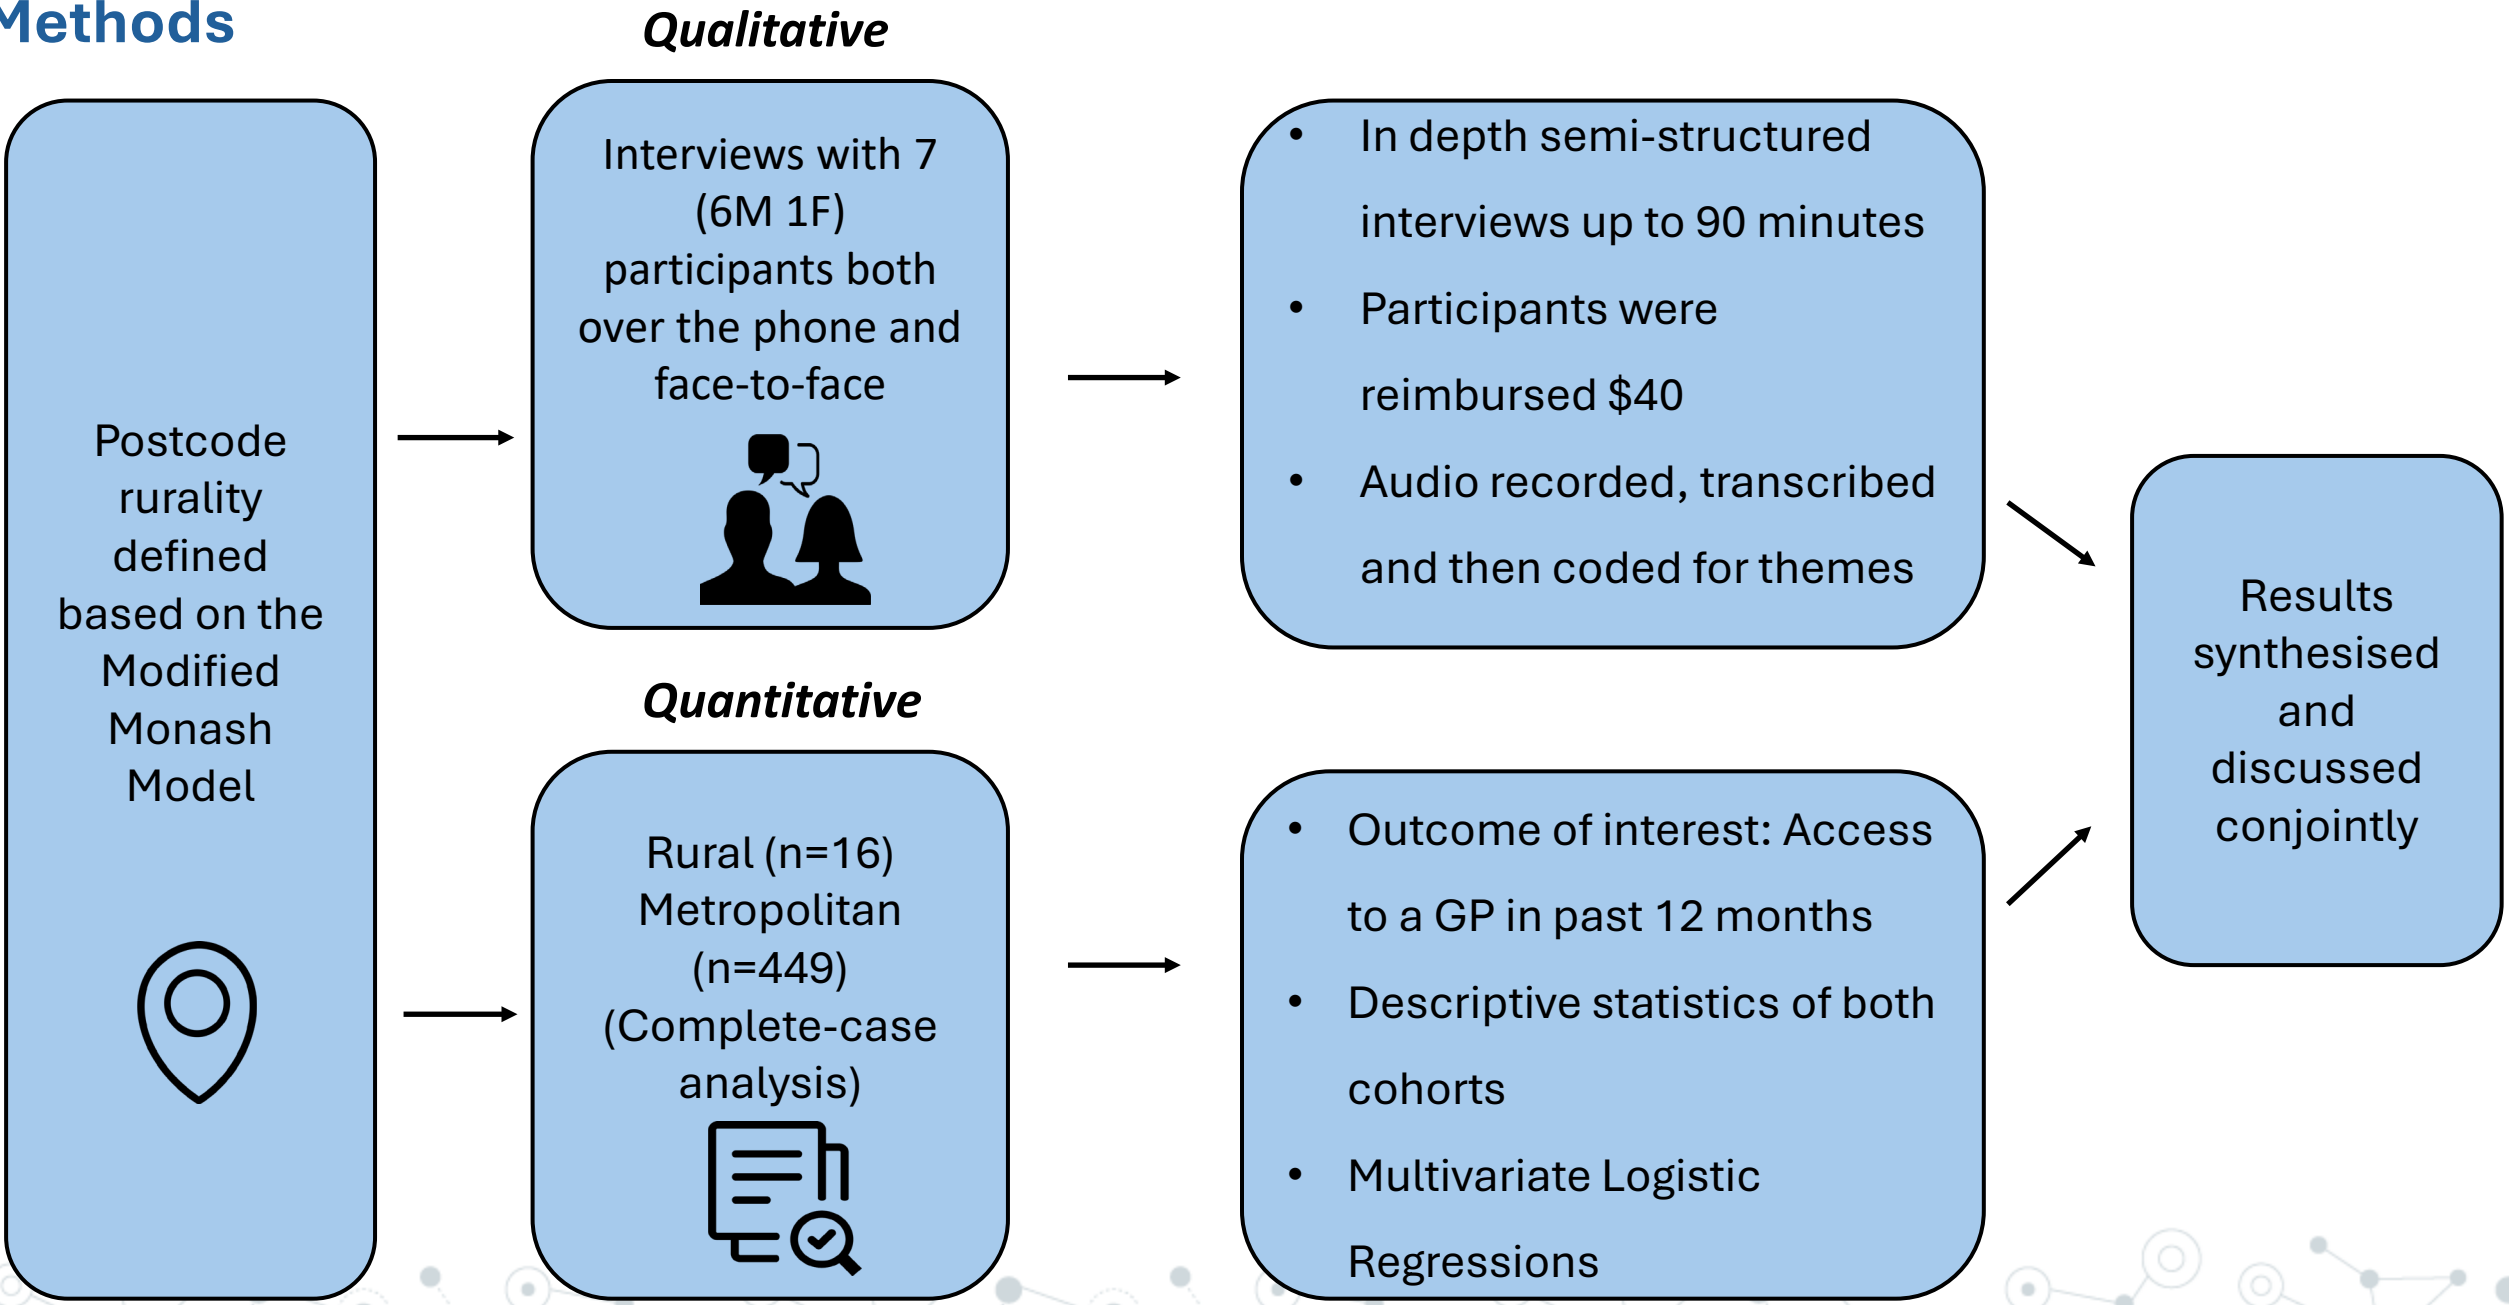 Methods
Postcode
rurality
defined
based on the
Modified
Monash
Model
Qualitative
Interviews with 7
(6M 1F)
participants both
over the phone and
face-to-face
• In depth semi-structured
interviews up to 90 minutes
• Participants were
reimbursed $40
• Audio recorded, transcribed
and then coded for themes
Quantitative
Rural (n=16)
Metropolitan
(n=449)
(Complete-case
analysis)
• Outcome of interest: Access
to a GP in past 12 months
• Descriptive statistics of both
cohorts
• Multivariate Logistic
Regressions
Results
synthesised
and
discussed
conjointly